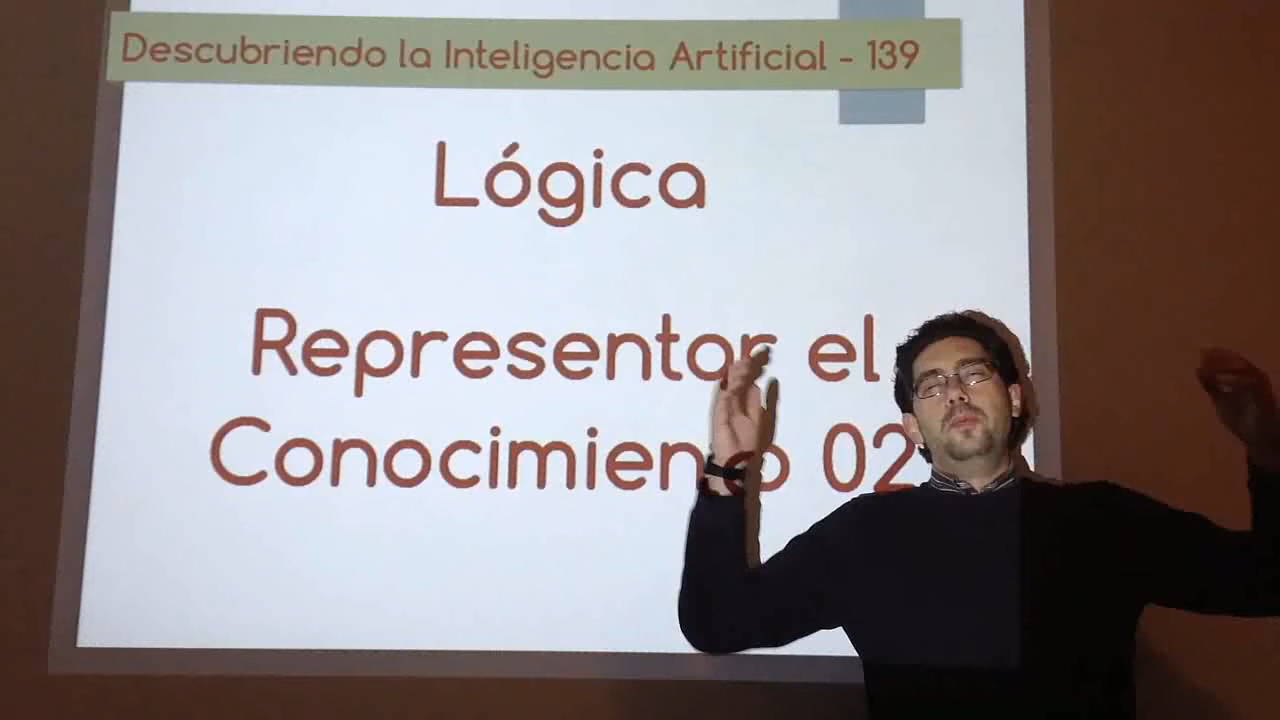 Descubriendo la Inteligencia Artificial - 139
Lógica
Representar el
Conocimiento 02